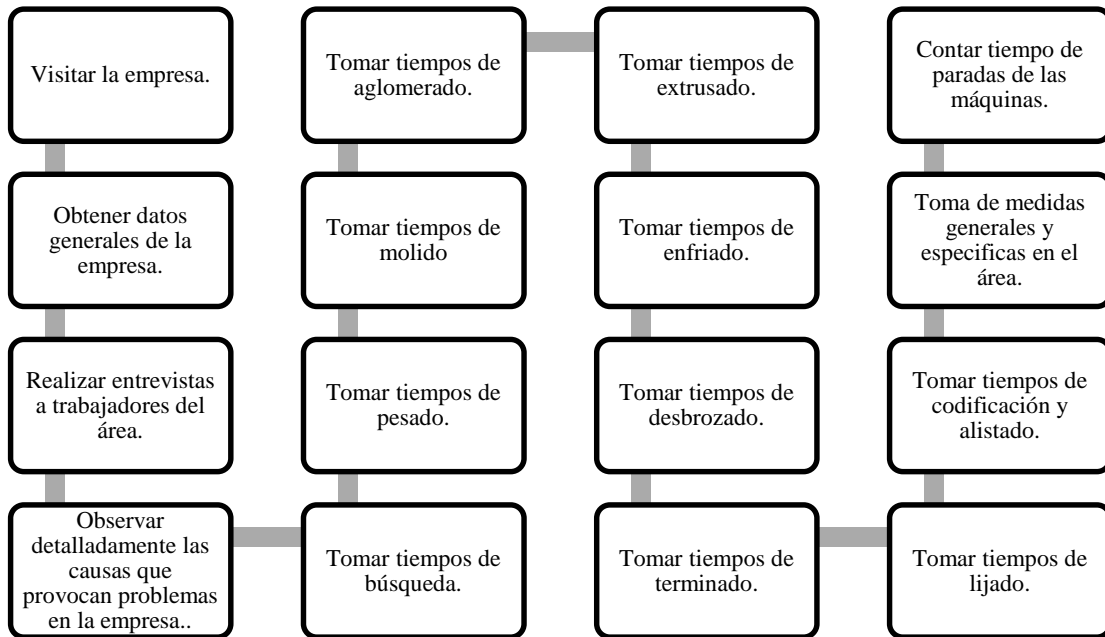 Visitar la empresa.
Obtener datos
generales de la
empresa.
Realizar entrevistas
a trabajadores del
área.
Observar
detalladamente las
causas que
provocan problemas
en la empresa..
Tomar tiempos de
búsqueda.
Tomar tiempos de
pesado.
Tomar tiempos de
molido
Tomar tiempos de
aglomerado.
Tomar tiempos de
extrusado.
Tomar tiempos de
enfriado.
Tomar tiempos de
desbrozado.
Tomar tiempos de
terminado.
Tomar tiempos de
lijado.
Tomar tiempos de
codificación y
alistado.
Toma de medidas
generales y
especificas en el
área.
Contar tiempo de
paradas de las
máquinas.